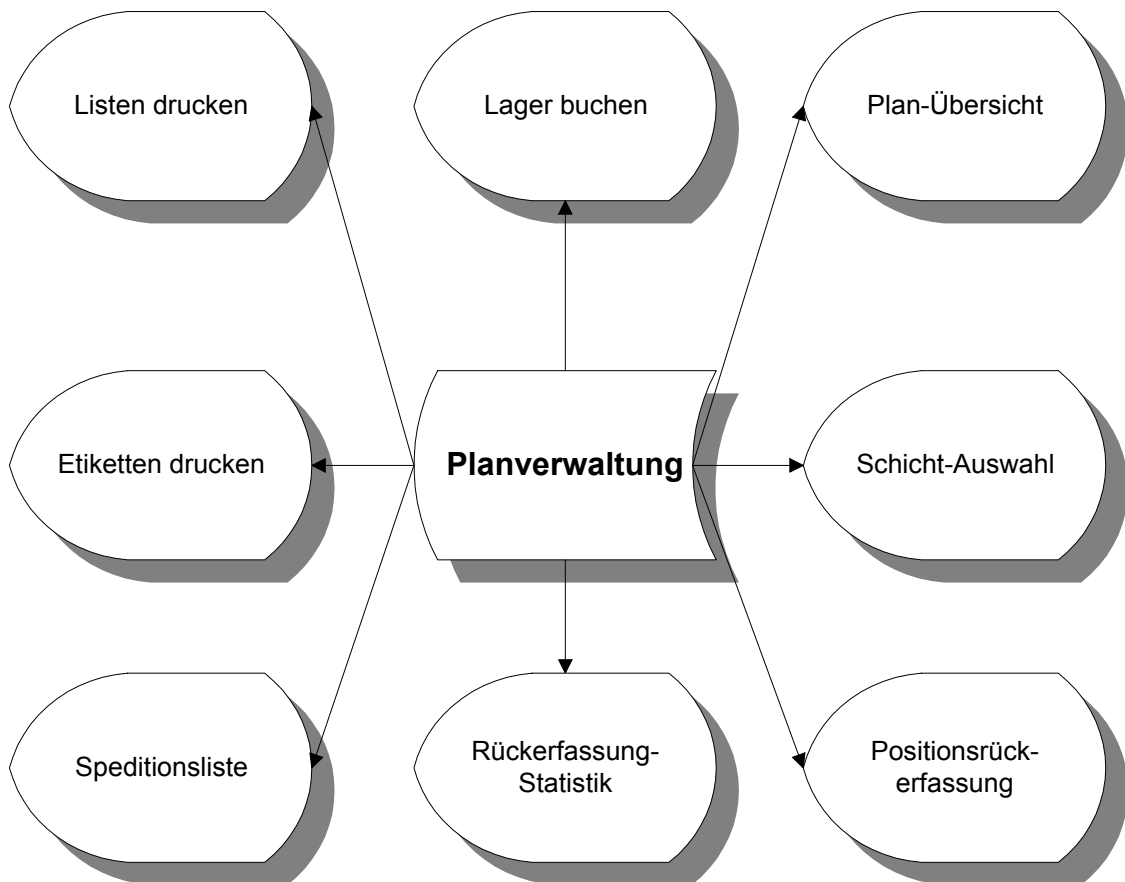 Listen drucken
Lager buchen
Plan-Übersicht
Etiketten drucken
Planverwaltung
Schicht-Auswahl
Speditionsliste
Rückerfassung-
Statistik
Positionsrück-
erfassung